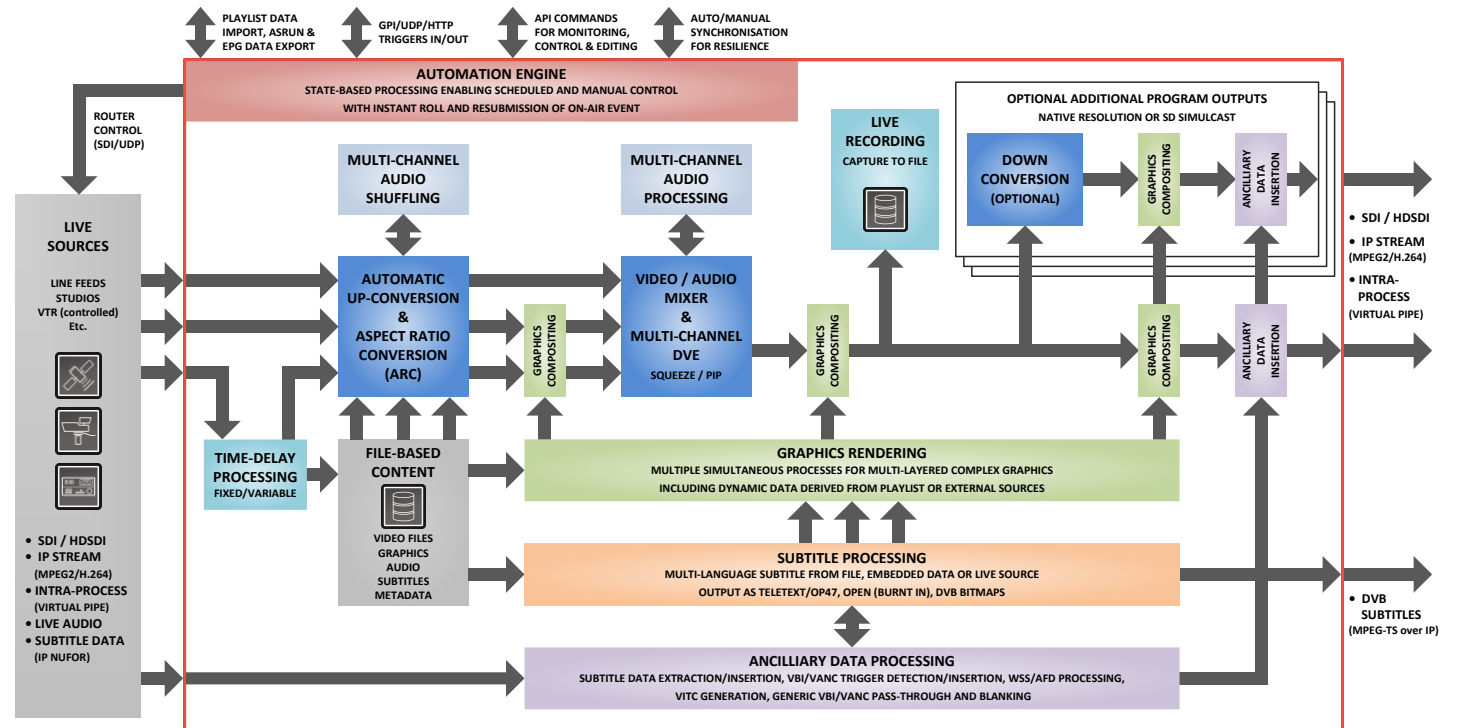 PLAYLIST DATA
IMPORT, ASRUN &
EPG DATA EXPORT
GPI/UDP/HTTP
TRIGGERS IN/OUT
API COMMANDS
FOR MONITORING,
CONTROL & EDITING
AUTO/MANUAL
SYNCHRONISATION
FOR RESILIENCE
AUTOMATION ENGINE
STATE-BASED PROCESSING ENABLING SCHEDULED AND MANUAL CONTROL
WITH INSTANT ROLL AND RESUBMISSION OF ON-AIR EVENT
ROUTER
CONTROL
(SDI/UDP)
LIVE
SOURCES
LINE FEEDS
STUDIOS
VTR (controlled)
Etc.
• SDI / HDSDI
• IP STREAM
(MPEG2/H.264)
• INTRA-PROCESS
(VIRTUAL PIPE)
• LIVE AUDIO
• SUBTITLE DATA
(IP NUFOR)
MULTI-CHANNEL
AUDIO
SHUFFLING
MULTI-CHANNEL
AUDIO
PROCESSING
LIVE
RECORDING
CAPTURE TO FILE
OPTIONAL ADDITIONAL PROGRAM OUTPUTS
NATIVE RESOLUTION OR SD SIMULCAST
DOWN
CONVERSION
(OPTIONAL)
GRAPHICS
COMPOSITING
ANCILLIARY
DATA
INSERTION
AUTOMATIC
UP-CONVERSION
&
ASPECT RATIO
CONVERSION
(ARC)
GRAPHICS
COMPOSITING
VIDEO / AUDIO
MIXER
&
MULTI-CHANNEL
DVE
SQUEEZE / PIP
GRAPHICS
COMPOSITING
GRAPHICS
COMPOSITING
ANCILLIARY
DATA
INSERTION
• SDI / HDSDI
• IP STREAM
(MPEG2/H.264)
• INTRA-
PROCESS
(VIRTUAL PIPE)
TIME-DELAY
PROCESSING
FIXED/VARIABLE
FILE-BASED
CONTENT
VIDEO FILES
GRAPHICS
AUDIO
SUBTITLES
METADATA
GRAPHICS RENDERING
MULTIPLE SIMULTANEOUS PROCESSES FOR MULTI-LAYERED COMPLEX GRAPHICS
INCLUDING DYNAMIC DATA DERIVED FROM PLAYLIST OR EXTERNAL SOURCES
SUBTITLE PROCESSING
MULTI-LANGUAGE SUBTITLE FROM FILE, EMBEDDED DATA OR LIVE SOURCE
OUTPUT AS TELETEXT/OP47, OPEN (BURNT IN), DVB BITMAPS
• DVB
SUBTITLES
(MPEG-TS over IP)
ANCILLIARY DATA PROCESSING
SUBTITLE DATA EXTRACTION/INSERTION, VBI/VANC TRIGGER DETECTION/INSERTION, WSS/AFD PROCESSING,
VITC GENERATION, GENERIC VBI/VANC PASS-THROUGH AND BLANKING